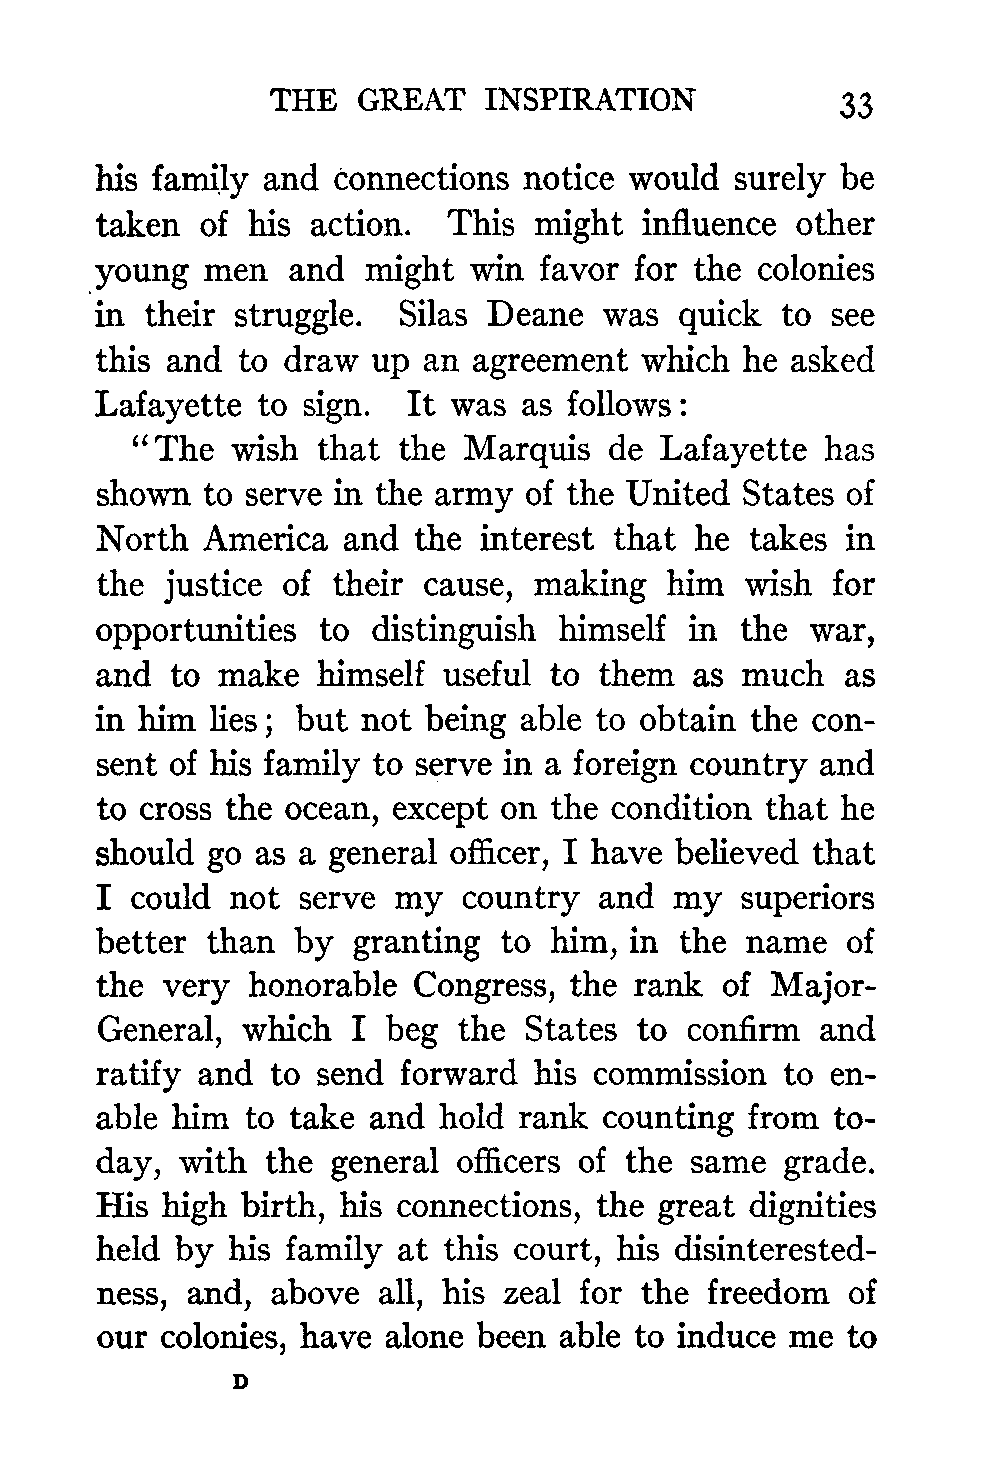 THE GREAT INSPIRATION 33
his family and connections notice would surely be
taken of his action. This might influence other
young men and might win favor for the colonies
in their struggle. Silas Deane was quick to see
this and to draw up an agreement which he asked
Lafayette to sign. It was as follows:
"The wish that the Marquis de Lafayette has
shown to serve in the army of the United States of
North America and the interest that he takes in
the justice of their cause, making him wish for
opportunities to distinguish himself in the war,
and to make himself useful to them as much as
in him lies; but not being able to obtain the con-
sent of his family to serve in a foreign country and
to cross the ocean, except on the condition that he
should go as a general officer, I have believed that
I could not serve my country and my superiors
better than by granting to him, in the name of
the very honorable Congress, the rank of Major-
General, which I beg the States to confirm and
ratify and to send forward his commission to en-
able him to take and hold rank counting from to-
day, with the general officers of the same grade.
His high birth, his connections, the great dignities
held by his family at this court, his disinterested-
ness, and, above all, his zeal for the freedom of
our colonies, have alone been able to induce me to
D